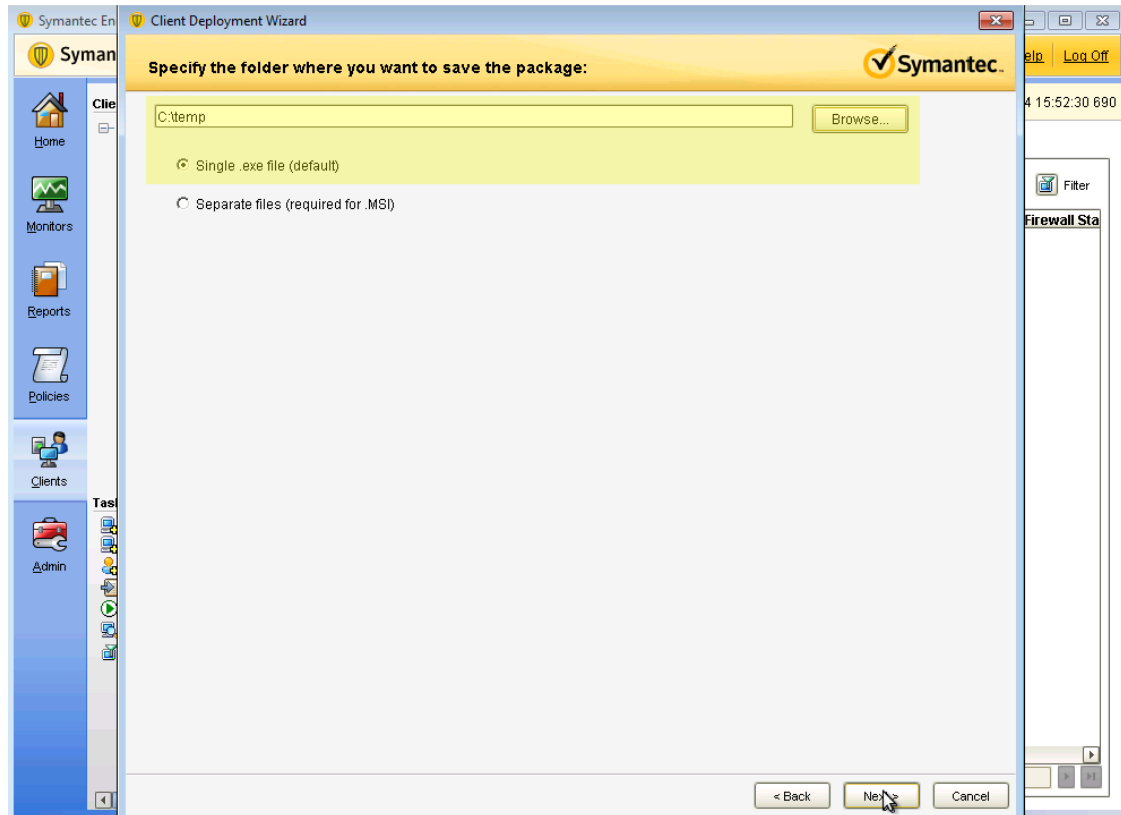 Symantec En
Client Deployment Wizard
Syman
Specify the folder where you want to save the package:
Symantec.
elp Log Off
Clie
4 15:52:30 690
C:\temp
Browse...
Home
Single .exe file (default)
Separate files (required for .MSI)
Filter
Monitors
Firewall Sta
Reports
Policies
Clients
Tas
Admin
< Back
Next >
Cancel